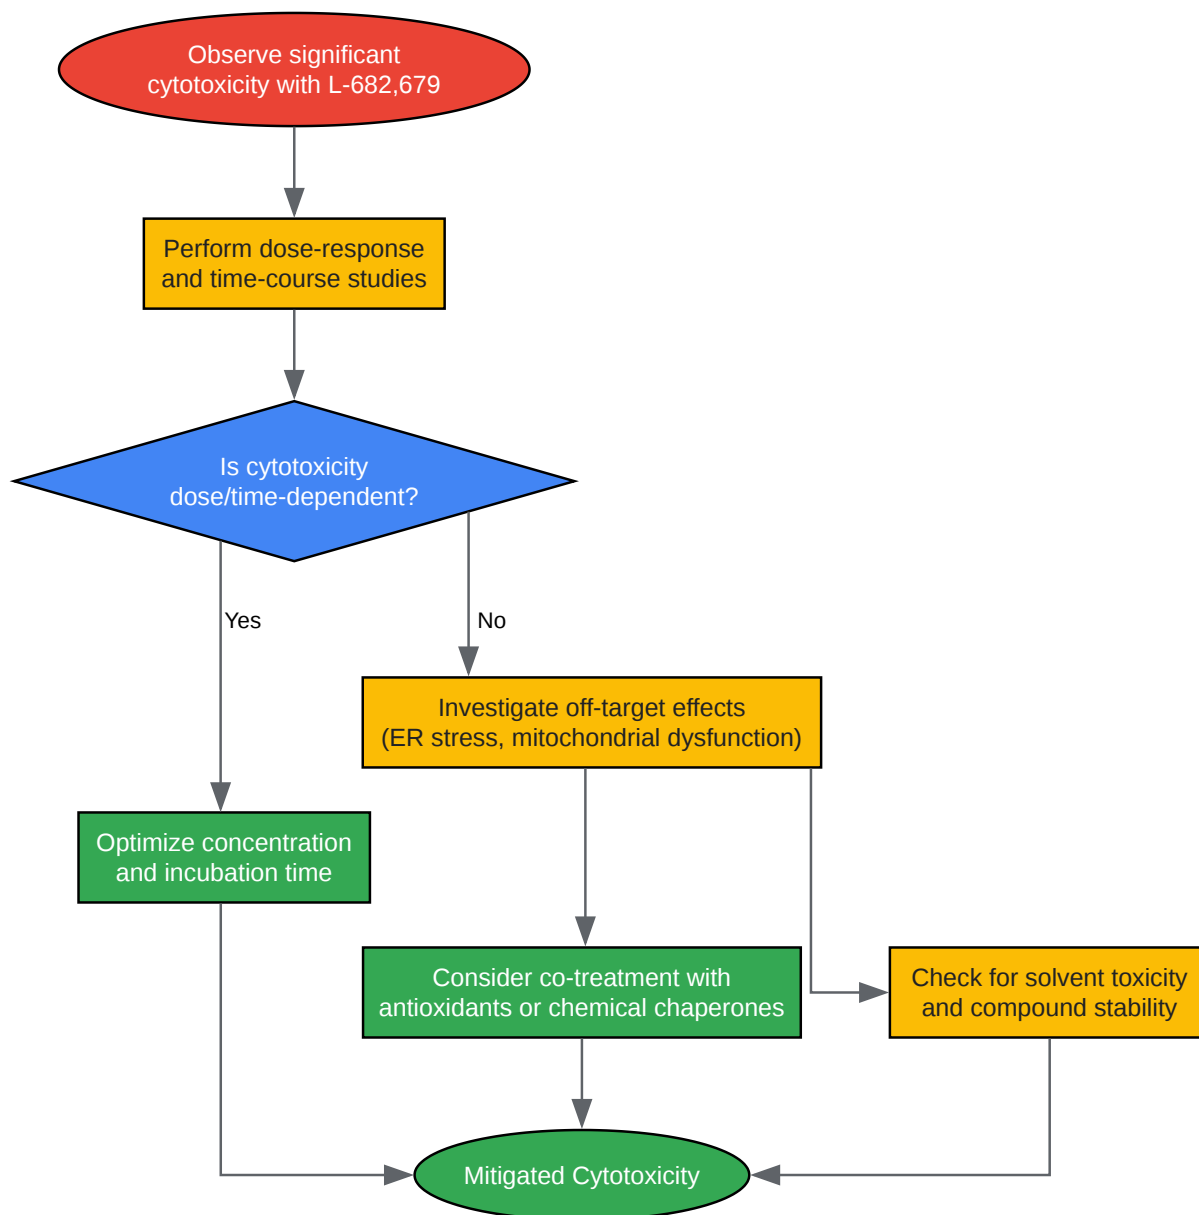 Observe significant
cytotoxicity with L-682,679
Perform dose-response
and time-course studies
Is cytotoxicity
dose/time-dependent?
Yes
No
Investigate off-target effects
(ER stress, mitochondrial dysfunction)
Optimize concentration
and incubation time
Consider co-treatment with
antioxidants or chemical chaperones
Check for solvent toxicity
and compound stability
Mitigated Cytotoxicity